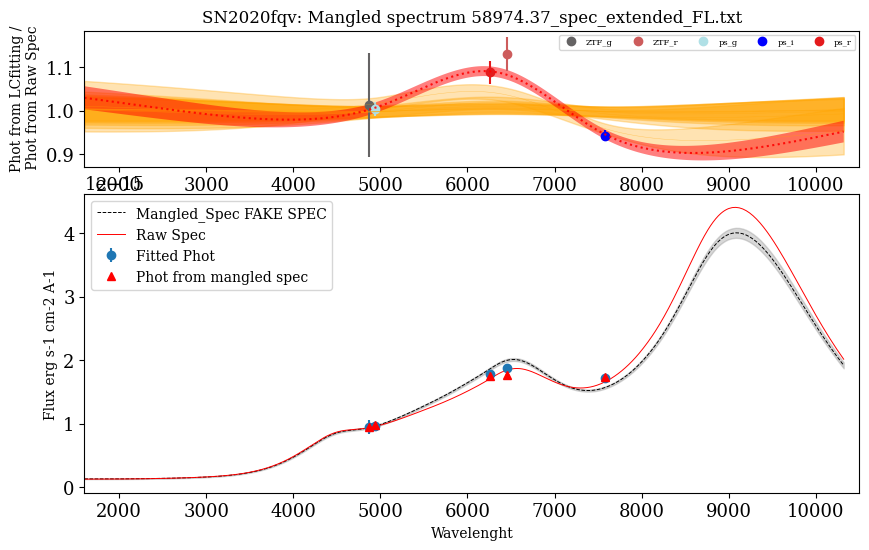 SN2020fqv: Mangled spectrum 58974.37_spec_extended_FL.txt
Phot from LCfitting /
Phot from Raw Spec
1.1
1.0
0.9
ZTF_g ZTF_r ps_g ps_i ps_r
2000 3000 4000 5000 6000 7000 8000 9000 10000
Flux erg s-1 cm-2 A-1
4
3
2
1
0
Mangled_Spec FAKE SPEC
Raw Spec
Fitted Phot
Phot from mangled spec
2000 3000 4000 5000 6000 7000 8000 9000 10000
Wavelenght